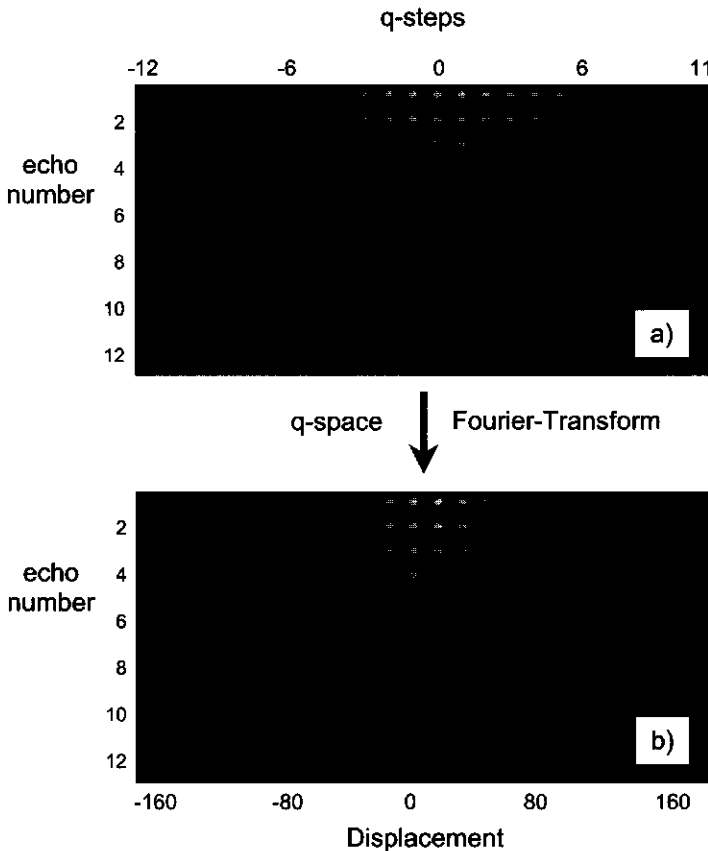 q-steps
-12 -6 0 6 11
echo number
2
4
6
8
10
12
a)
q-space Fourier-Transform
echo number
2
4
6
8
10
12
b)
-160 -80 0 80 160
Displacement